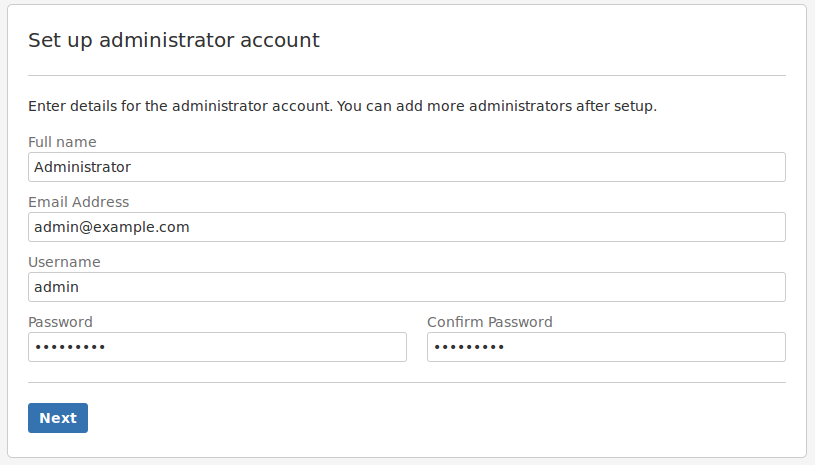 Set up administrator account
Enter details for the administrator account. You can add more administrators after setup.
Full name
Administrator
Email Address
admin@example.com
Username
admin
Password Confirm Password
••••••••• •••••••••
Next